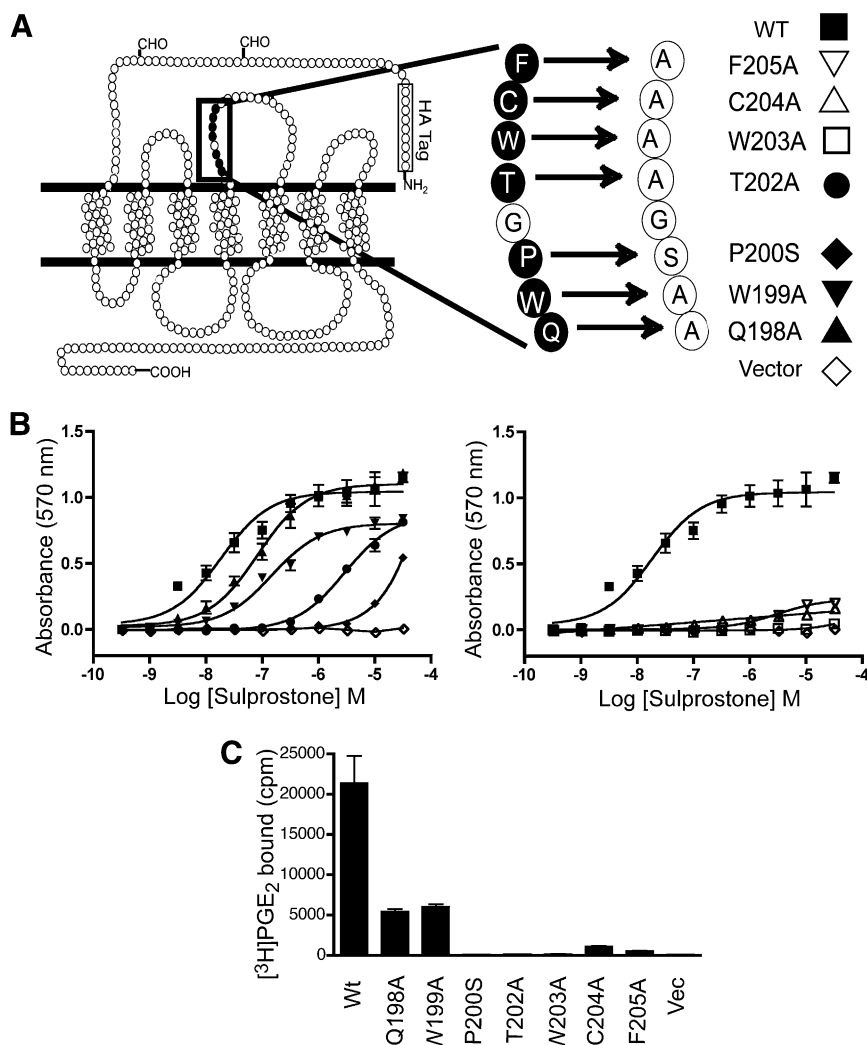 A
CHO
CHO
HA Tag
NH2
COOH
F
C
W
T
G
P
W
Q
A
A
A
A
G
S
A
A
WT
F205A
C204A
W203A
T202A
P200S
W199A
Q198A
Vector
B
Absorbance (570 nm)
1.5
1.0
0.5
0.0
-10
-9
-8
-7
-6
-5
-4
Log [Sulprostone] M
Absorbance (570 nm)
1.5
1.0
0.5
0.0
-10
-9
-8
-7
-6
-5
-4
Log [Sulprostone] M
C
[3H]PGE2 bound (cpm)
25000
20000
15000
10000
5000
0
Wt
Q198A
W199A
P200S
T202A
W203A
C204A
F205A
Vec